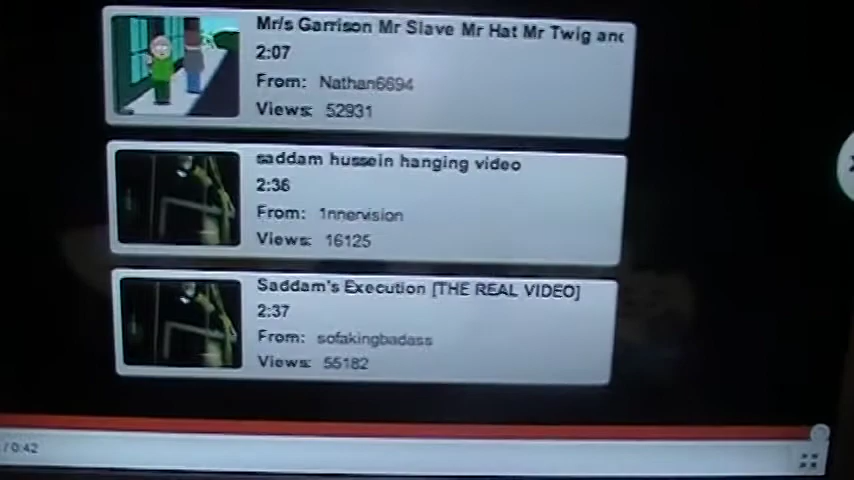 Mr/s Garrison Mr Slave Mr Hat Mr Twig and
2:07
From: Nathan6694
Views: 52931
saddam hussein hanging video
2:36
From: 1nnervision
Views: 16125
Saddam's Execution [THE REAL VIDEO]
2:37
From: sofakingbadass
Views: 55182
/ 0:42